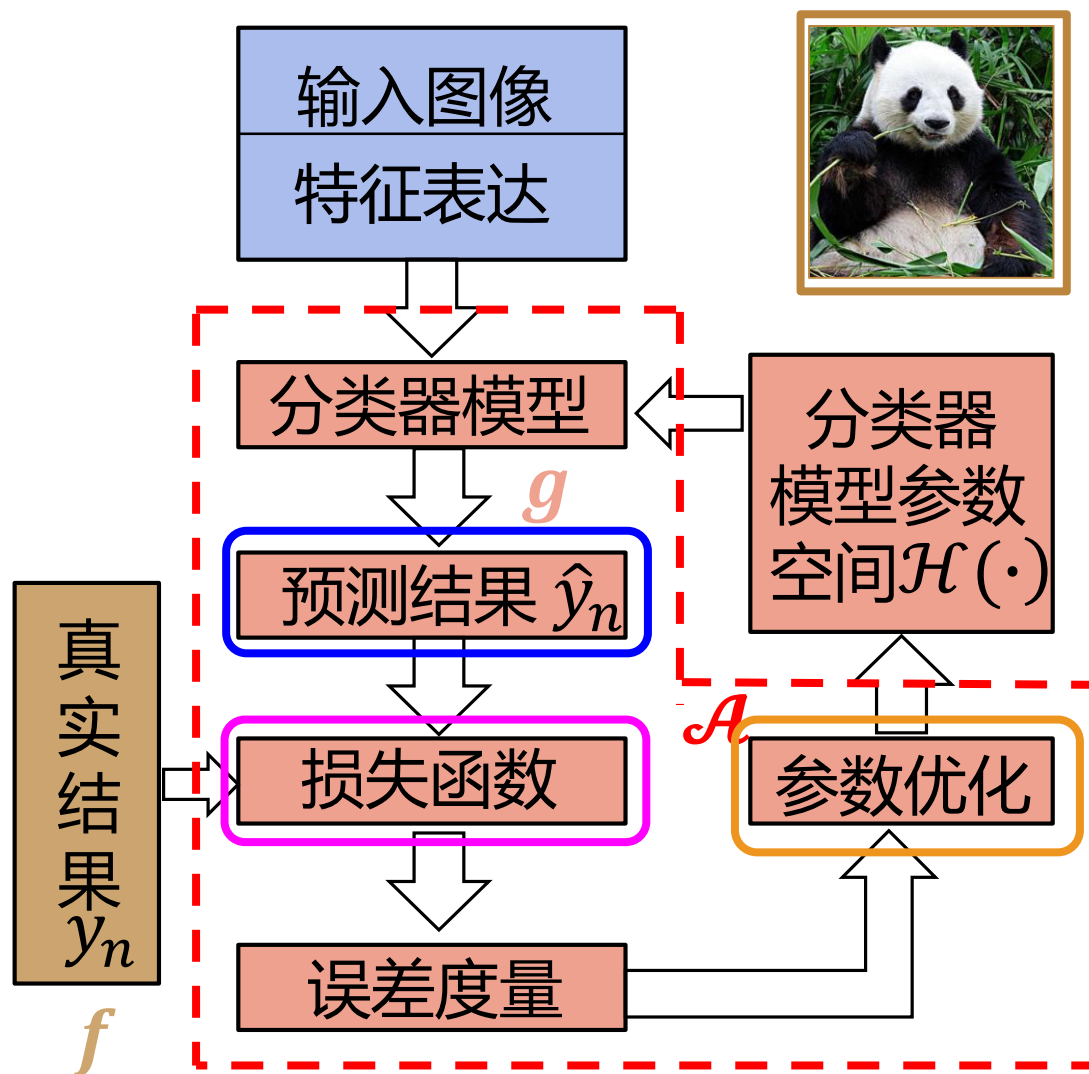 输入图像
特征表达
分类器模型
g
预测结果 ŷₙ
损失函数
误差度量
真
实
结
果
yₙ
f
分类器
模型参数
空间ℋ(·)
𝒜
参数优化